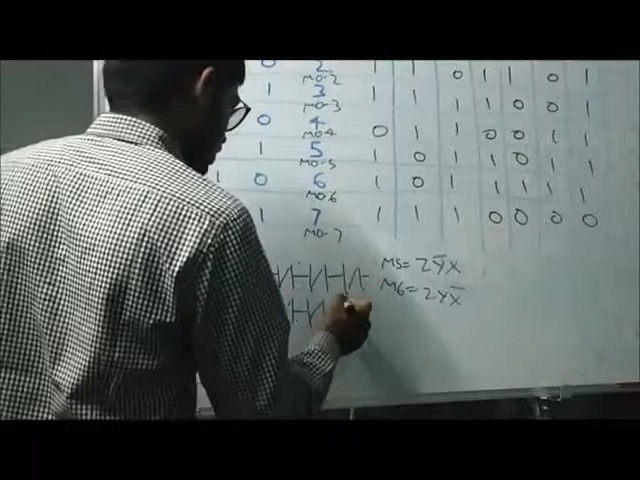 0 2 1 1 0 1 1 0 1
M0-2
1 3 1 1 1 1 0 0 1
M0-3
0 4 0 1 1 0 0 1 1
M0-4
1 5 1 0 1 1 0 1 1
M0-5
0 6 1 0 1 1 1 1 1
M0-6
1 7 1 1 1 0 0 0 0
M0-7
M5=ZȲX
M6=ZYX̄